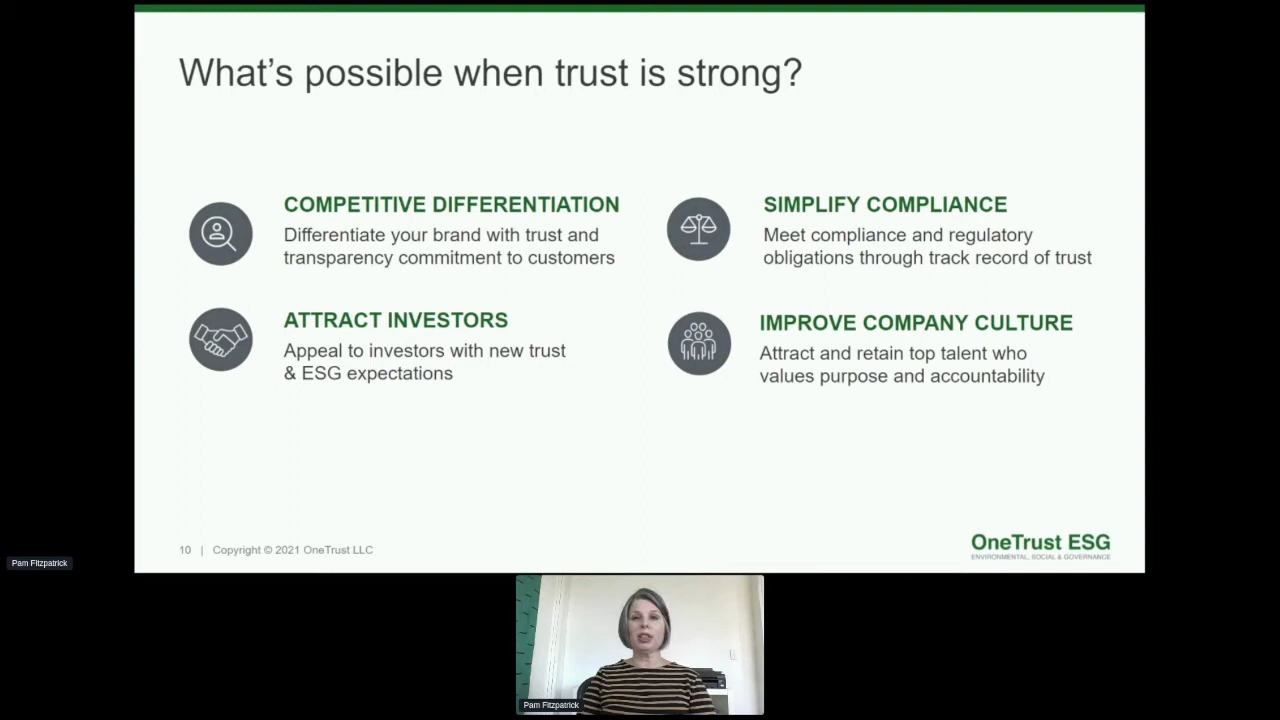 What's possible when trust is strong?
COMPETITIVE DIFFERENTIATION
Differentiate your brand with trust and
transparency commitment to customers
SIMPLIFY COMPLIANCE
Meet compliance and regulatory
obligations through track record of trust
ATTRACT INVESTORS
Appeal to investors with new trust
& ESG expectations
IMPROVE COMPANY CULTURE
Attract and retain top talent who
values purpose and accountability
10 | Copyright © 2021 OneTrust LLC
OneTrust ESG
ENVIRONMENTAL, SOCIAL & GOVERNANCE
Pam Fitzpatrick
Pam Fitzpatrick